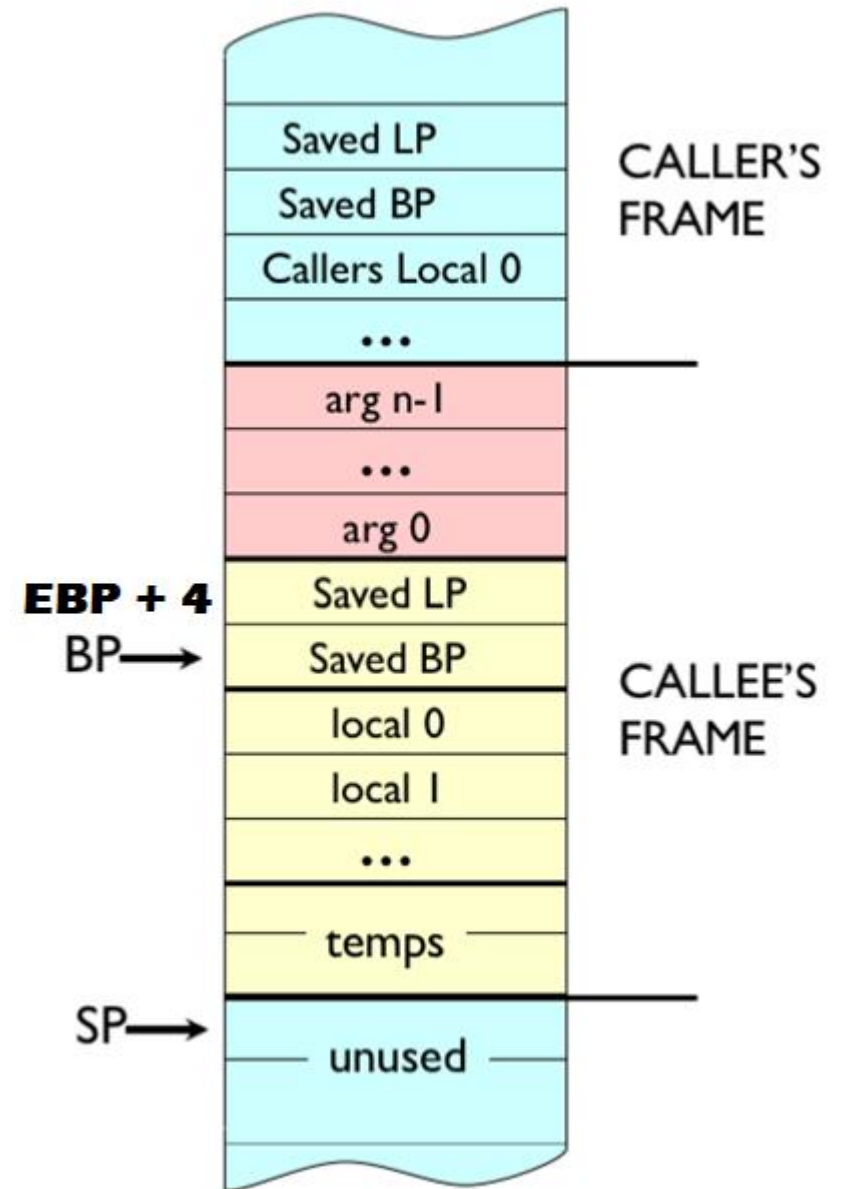 Saved LP
Saved BP
Callers Local 0
...
CALLER'S
FRAME
arg n-1
...
arg 0
EBP + 4
Saved LP
BP
Saved BP
local 0
local 1
...
temps
CALLEE'S
FRAME
SP
unused